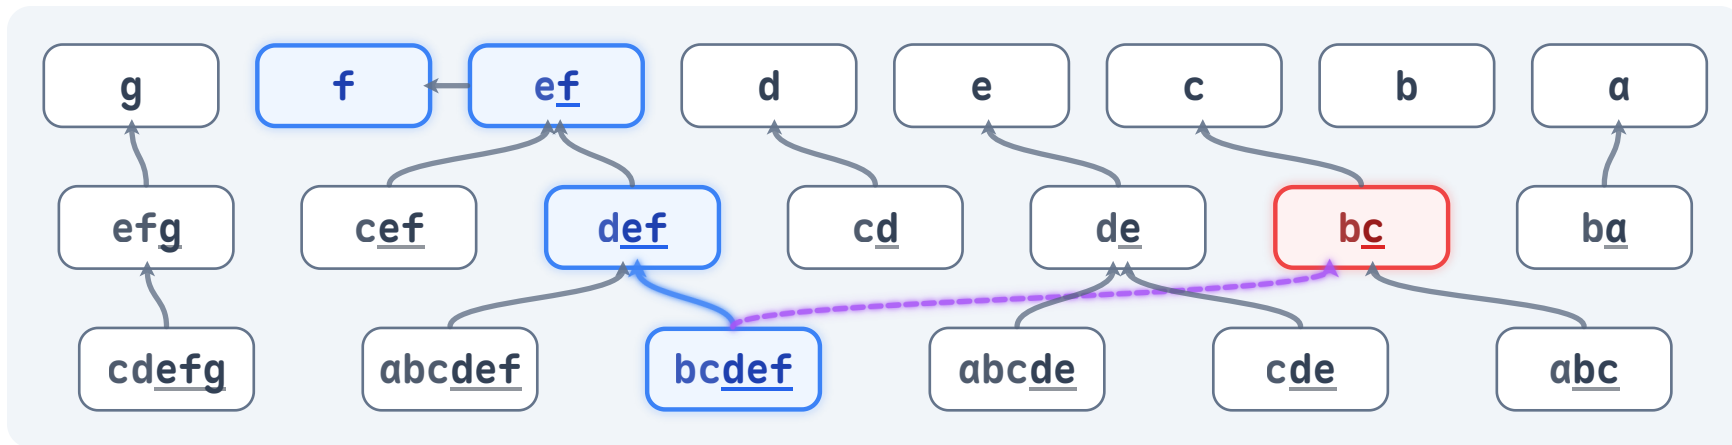 g f ef d e c b a
efg cef def cd de bc ba
cdefg abcdef bcdef abcde cde abc